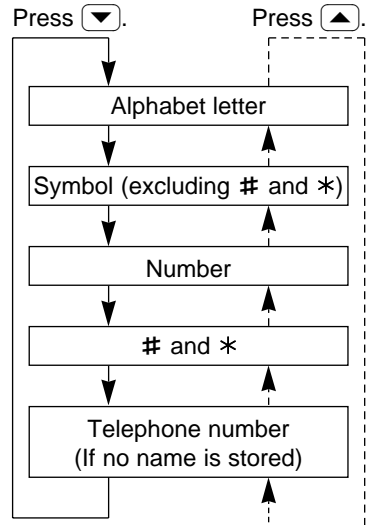 Press ▼.
Press ▲.
Alphabet letter
Symbol (excluding # and *)
Number
# and *
Telephone number
(If no name is stored)